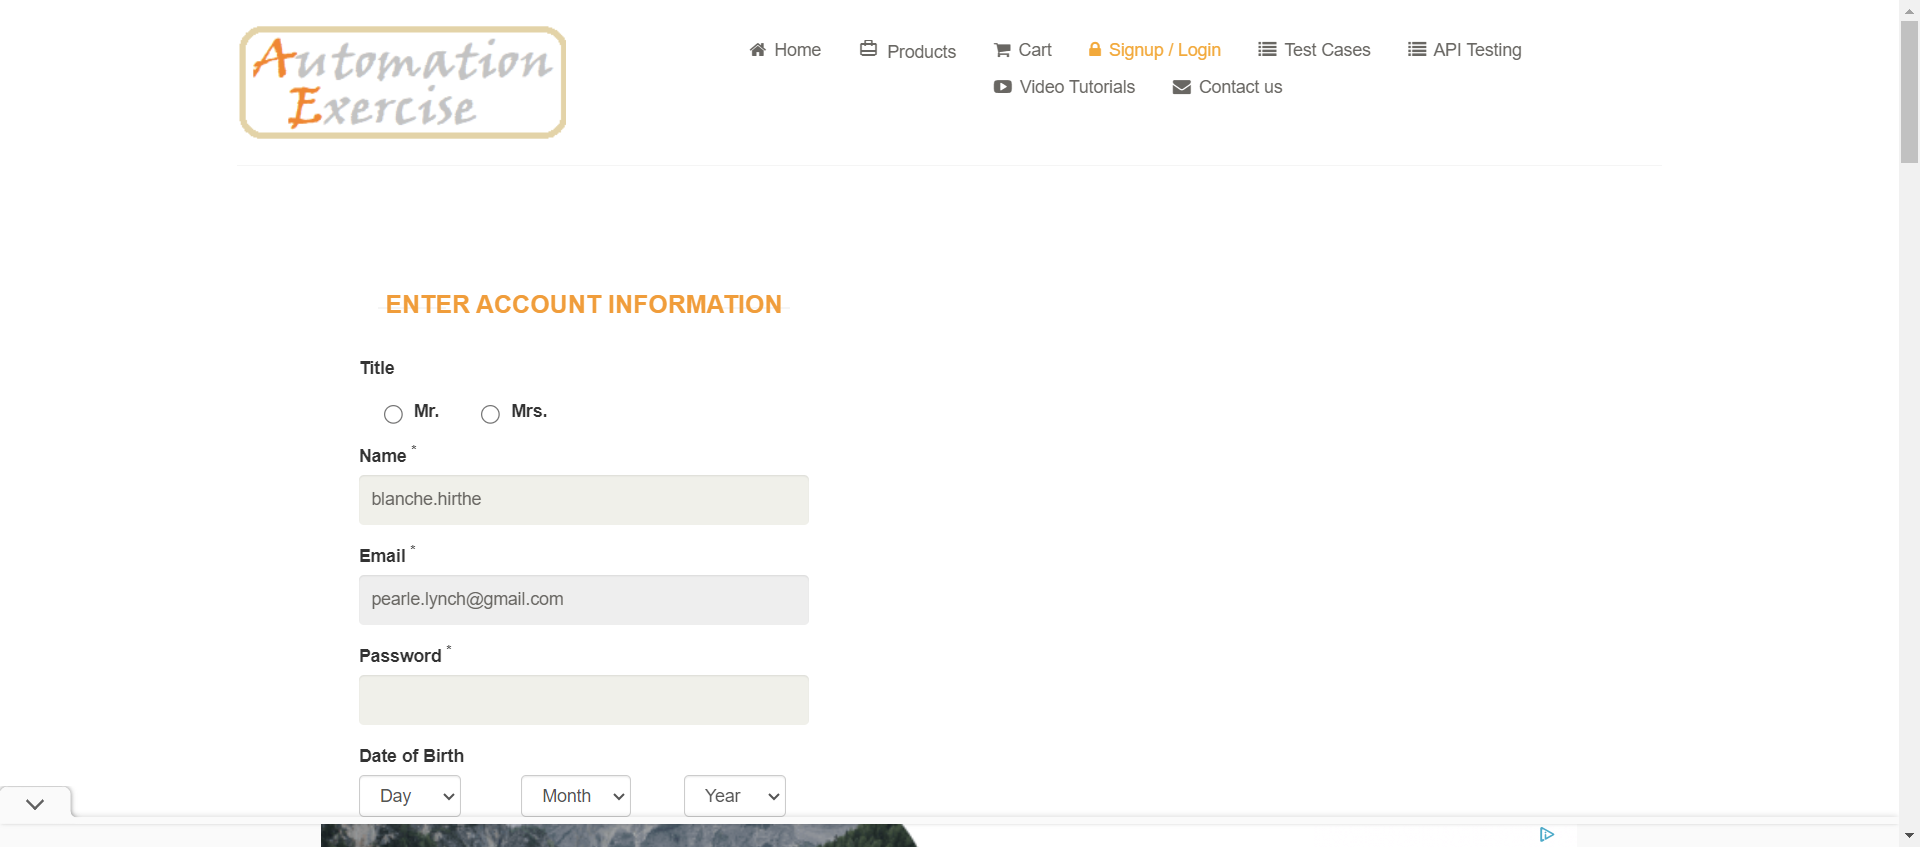 Automation
Exercise
Home
Products
Cart
Signup / Login
Test Cases
API Testing
Video Tutorials
Contact us
ENTER ACCOUNT INFORMATION
Title
Mr.
Mrs.
Name *
blanche.hirthe
Email *
pearle.lynch@gmail.com
Password *
Date of Birth
Day
Month
Year